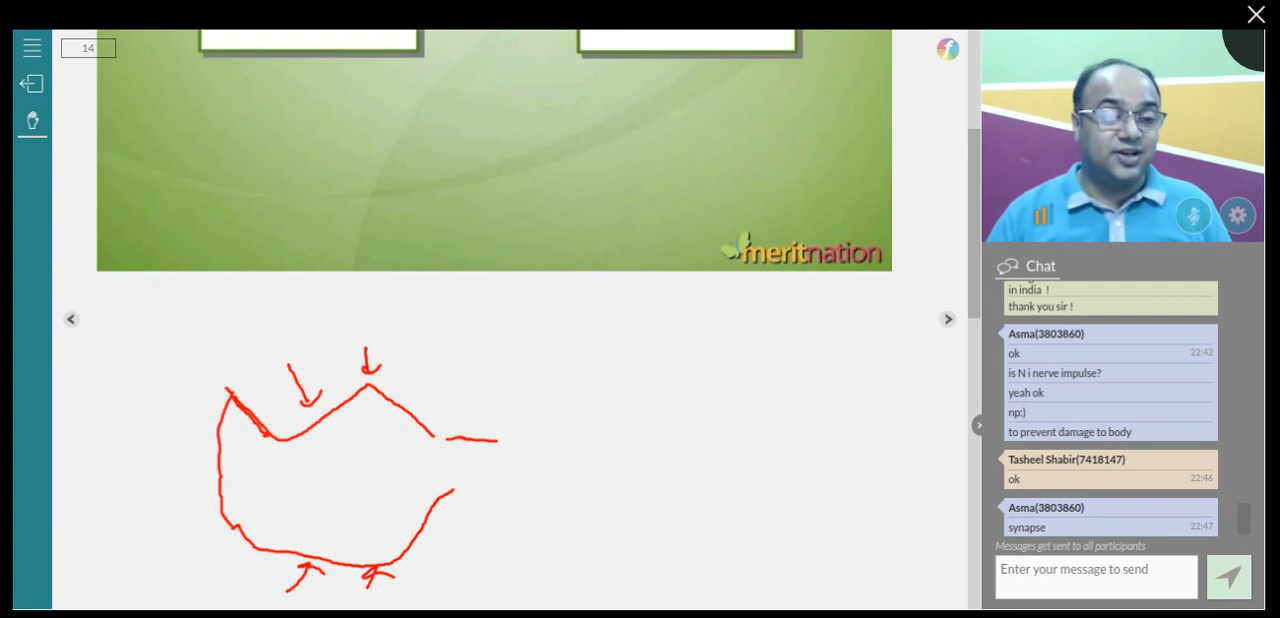 14
meritnation
Chat
in india !
thank you sir !
Asma(3803860)
ok 22:42
is N i nerve impulse?
yeah ok
np:)
to prevent damage to body
Tasheel Shabir(7418147)
ok 22:46
Asma(3803860)
synapse 22:47
Messages get sent to all participants
Enter your message to send